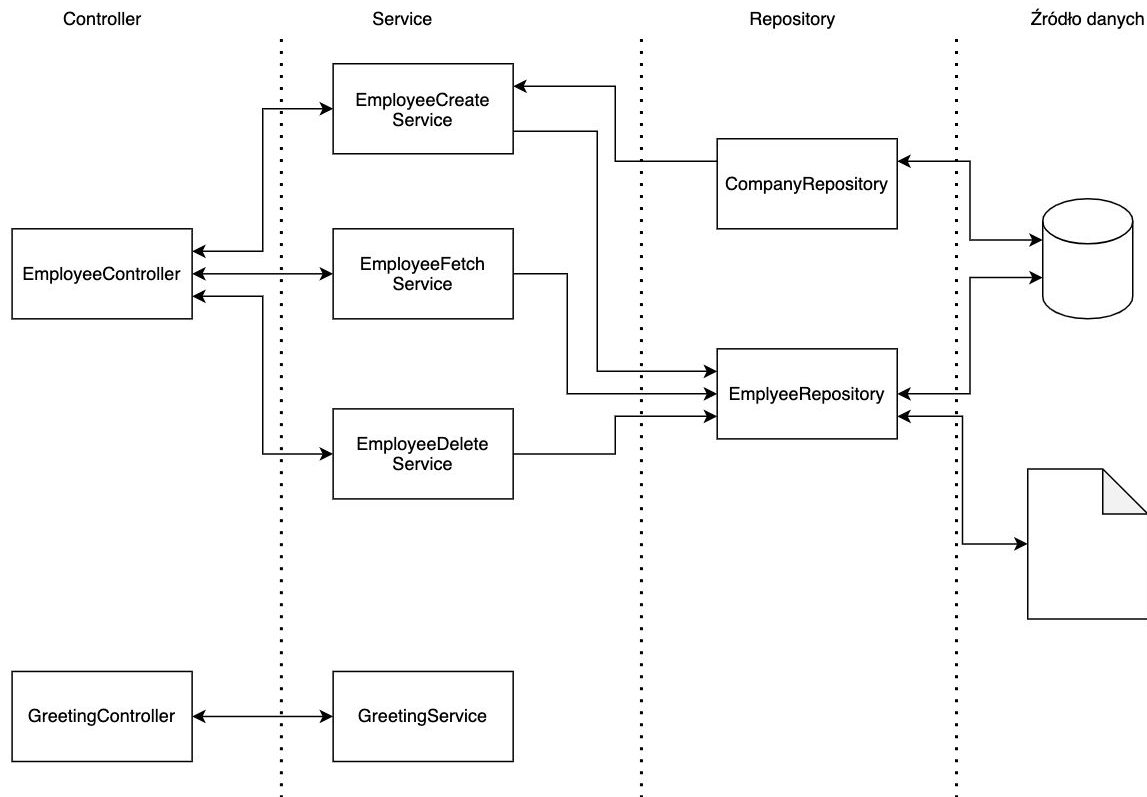 Controller
Service
Repository
Źródło danych
EmployeeCreate
Service
CompanyRepository
EmployeeController
EmployeeFetch
Service
EmplyeeRepository
EmployeeDelete
Service
GreetingController
GreetingService